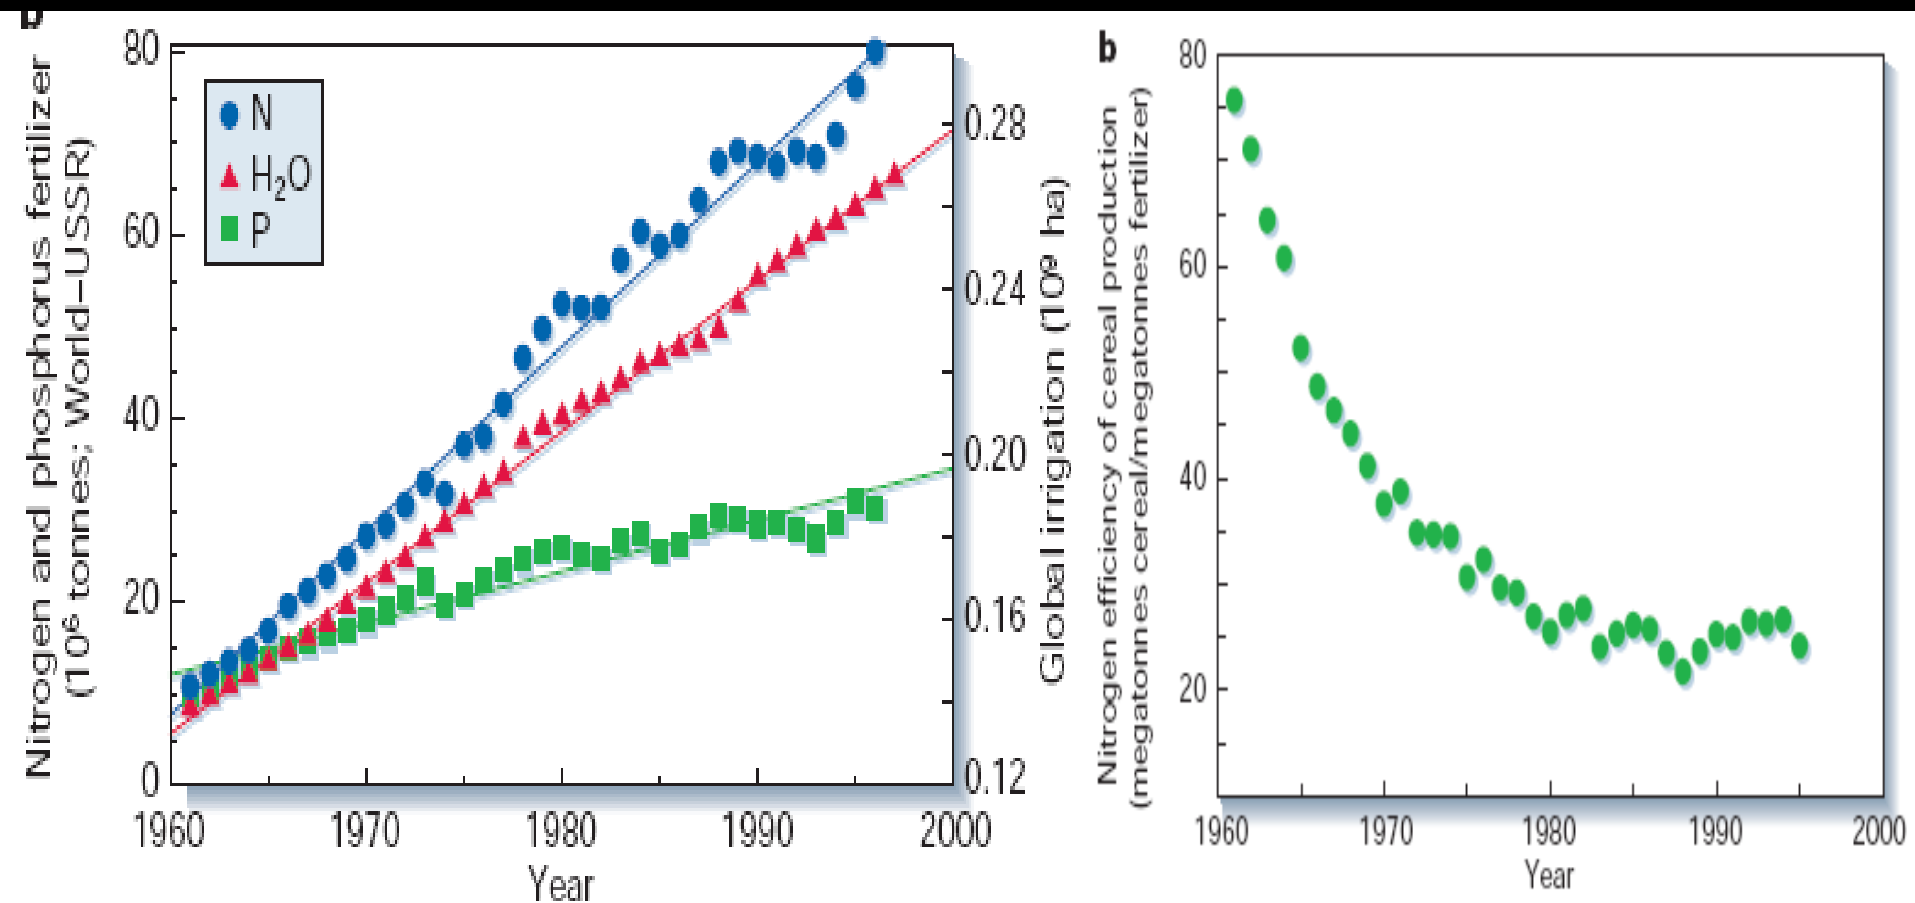 b
Nitrogen and phosphorus fertilizer
(10⁶ tonnes; World–USSR)
80
60
40
20
0
N
H₂O
P
0.28
0.24
0.20
0.16
0.12
Global irrigation (10⁹ ha)
1960 1970 1980 1990 2000
Year
b
Nitrogen efficiency of cereal production
(megatonnes cereal/megatonnes fertilizer)
80
60
40
20
1960 1970 1980 1990 2000
Year